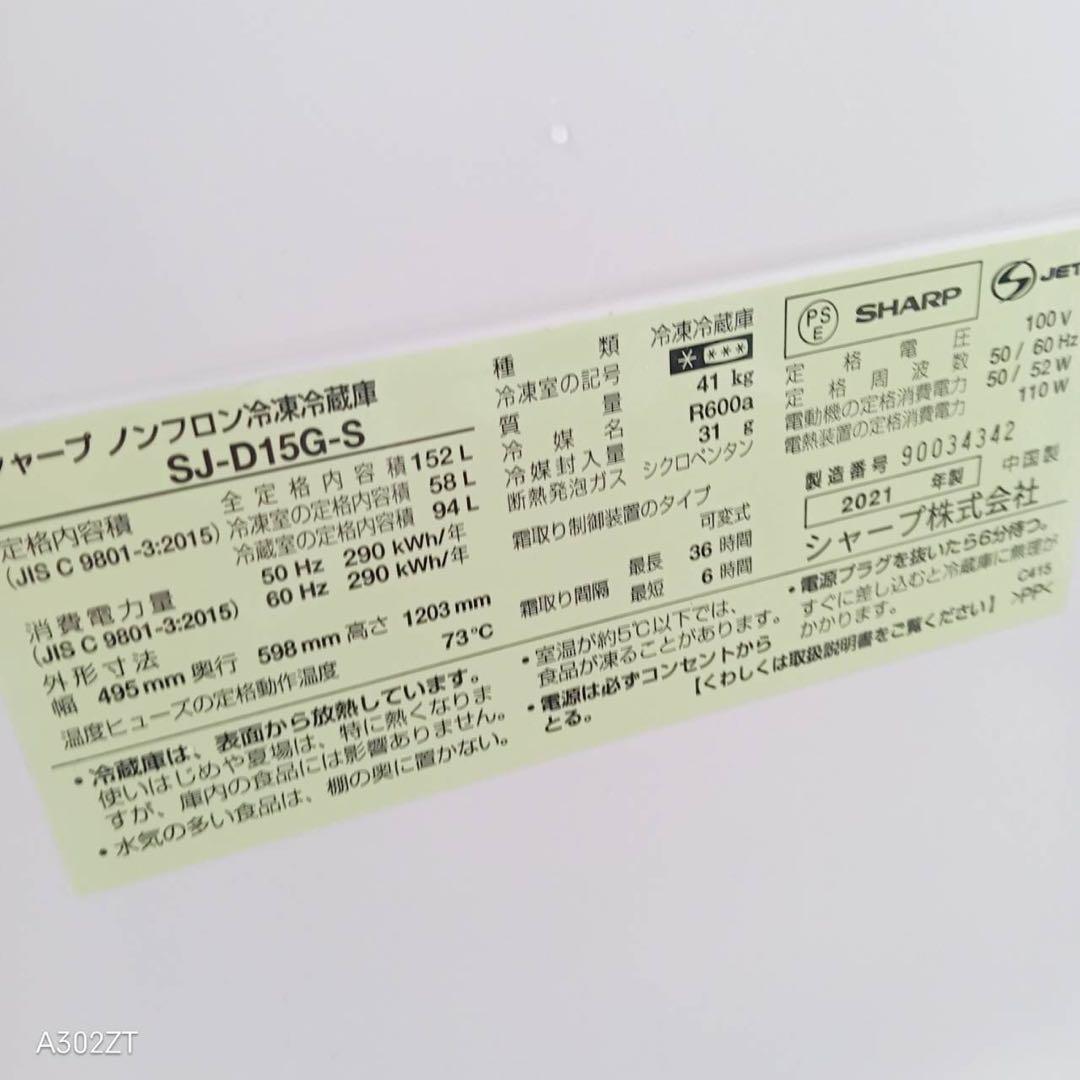 シャープ ノンフロン冷凍冷蔵庫
SJ-D15G-S
定格内容積
(JIS C 9801-3:2015)
全定格内容積 152 L
冷凍室の定格内容積 58 L
冷蔵室の定格内容積 94 L
消費電力量
(JIS C 9801-3:2015)
50 Hz 290 kWh/年
60 Hz 290 kWh/年
外形寸法
幅 495 mm 奥行 598 mm 高さ 1203 mm
温度ヒューズの定格動作温度 73℃
種類 冷凍冷蔵庫
冷凍室の記号 * ***
質量 41 kg
冷媒名 R600a
冷媒封入量 31 g
断熱発泡ガス シクロペンタン
霜取り制御装置のタイプ
可変式
霜取り間隔 最長 36 時間
最短 6 時間
PS
E
SHARP
JET
定格電圧 100 V
定格周波数 50 / 60 Hz
電動機の定格消費電力 50 / 52 W
電熱装置の定格消費電力 110 W
製造番号 90034342
2021 年製 中国製
シャープ株式会社
・冷蔵庫は、表面から放熱しています。
使いはじめや夏場は、特に熱くなりま
すが、庫内の食品には影響ありません。
・水気の多い食品は、棚の奥に置かない。
・室温が約5℃以下では、
食品が凍ることがあります。
・電源は必ずコンセントから
とる。
・電源プラグを抜いたら6分待つ。
すぐに差し込むと冷蔵庫に無理が
かかります。
【くわしくは取扱説明書をご覧ください】
C415
>PP<
A302ZT